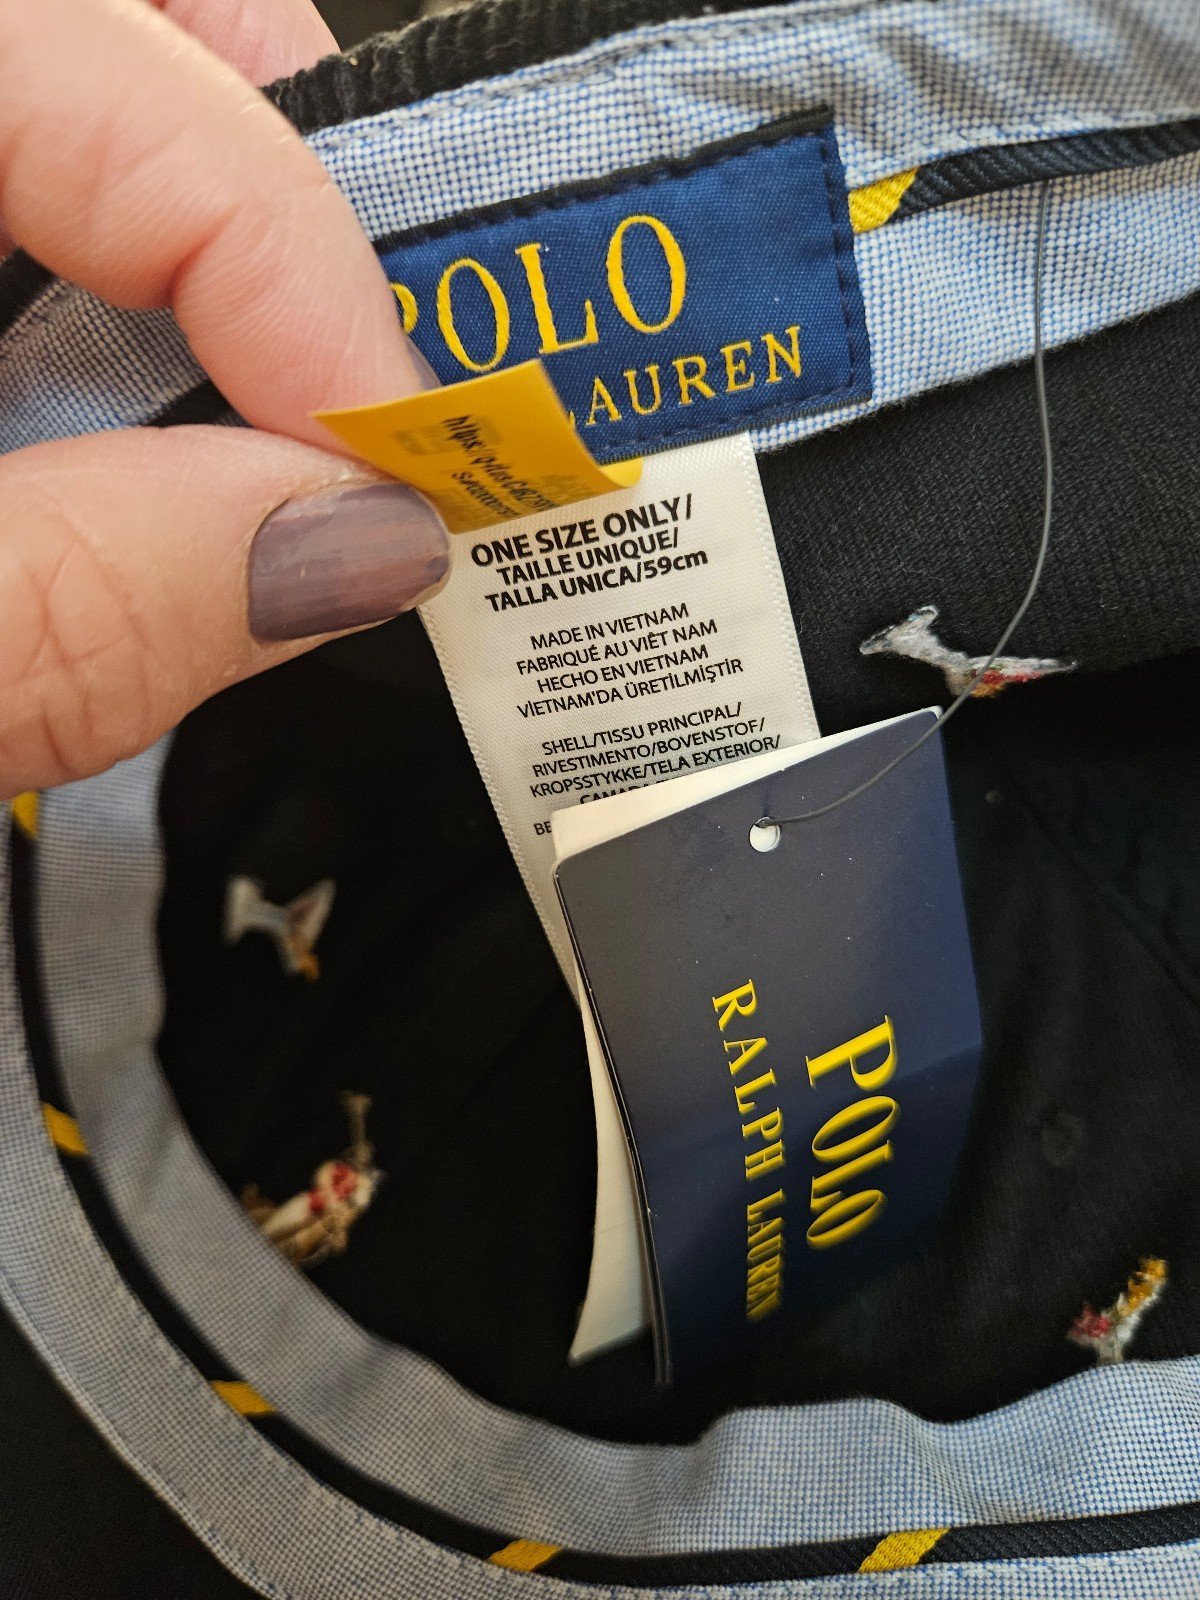 POLO
LAUREN
ONE SIZE ONLY/
TAILLE UNIQUE/
TALLA UNICA/59cm
MADE IN VIETNAM
FABRIQUÉ AU VIÊT NAM
HECHO EN VIETNAM
VİETNAM'DA ÜRETİLMİŞTİR
SHELL/TISSU PRINCIPAL/
RIVESTIMENTO/BOVENSTOF/
KROPSSTYKKE/TELA EXTERIOR/
BE
POLO
RALPH LAUREN